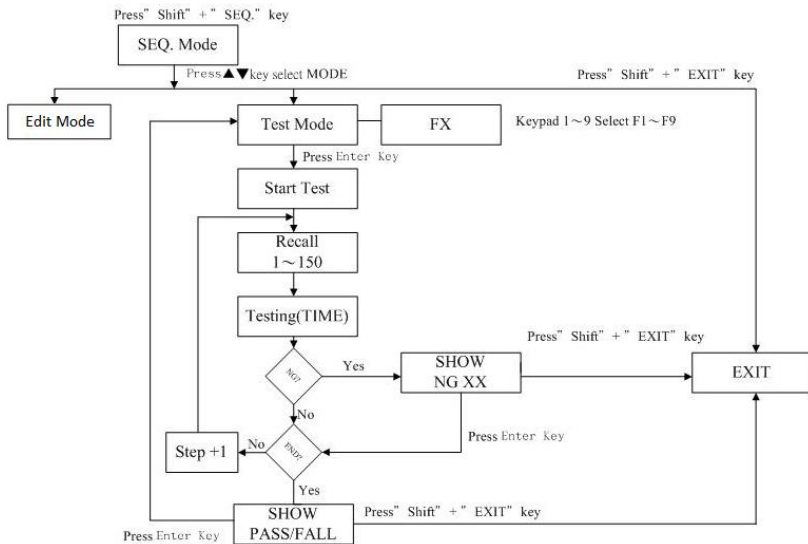 Press" Shift" + " SEQ." key
SEQ. Mode
Press▲▼key select MODE
Press" Shift" + " EXIT" key
Edit Mode
Test Mode
FX
Keypad 1～9 Select F1～F9
Press Enter Key
Start Test
Recall
1～150
Testing(TIME)
Press" Shift" + " EXIT" key
NG?
Yes
SHOW
NG XX
EXIT
No
Press Enter Key
Step +1
No
END?
Yes
SHOW
PASS/FALL
Press" Shift" + " EXIT" key
Press Enter Key